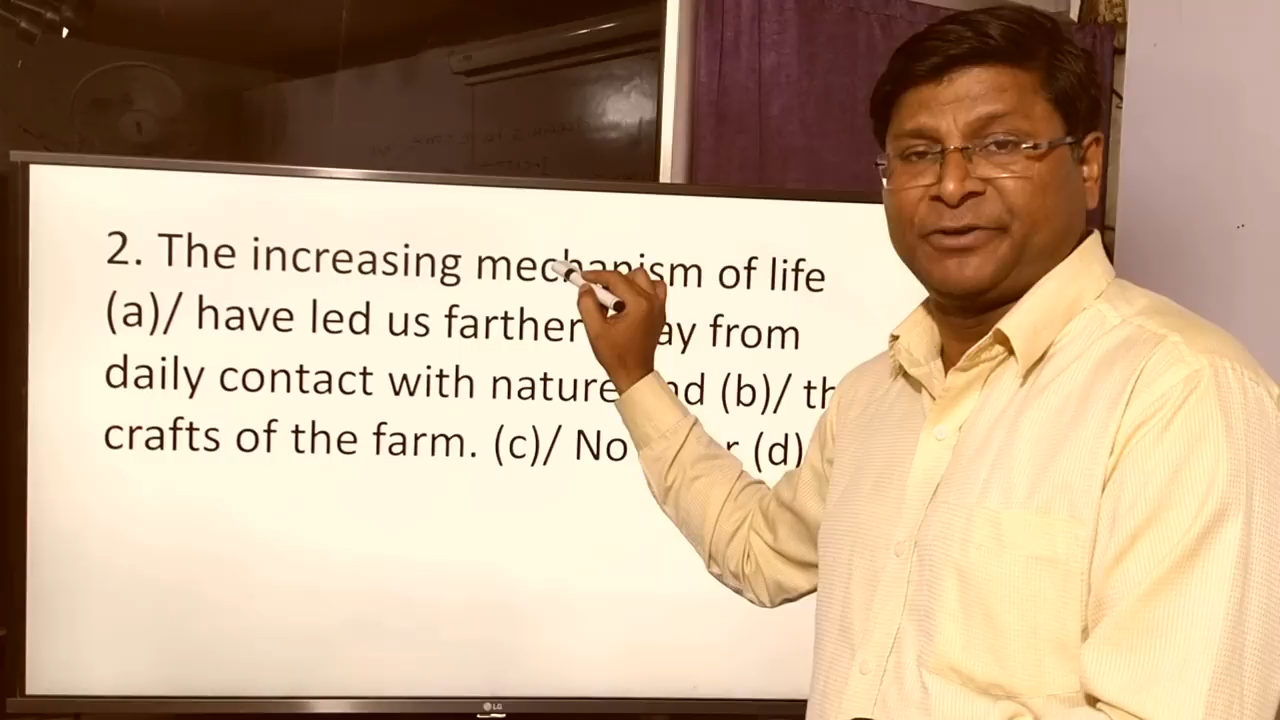 2. The increasing mechanism of life
(a)/ have led us farther from
daily contact with nature (b)/
crafts of the farm. (c)/ No (d)
LG